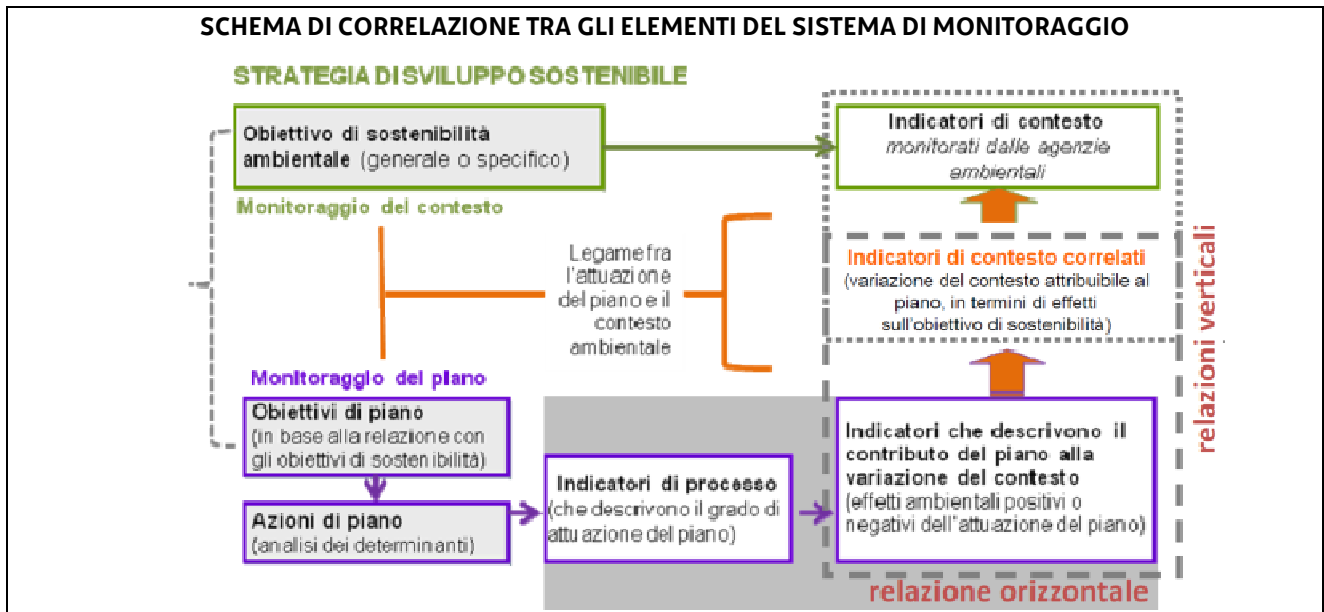 SCHEMA DI CORRELAZIONE TRA GLI ELEMENTI DEL SISTEMA DI MONITORAGGIO
STRATEGIA DI SVILUPPO SOSTENIBILE
Obiettivo di sostenibilità
ambientale (generale o specifico)
Indicatori di contesto
monitorati dalle agenzie
ambientali
Monitoraggio del contesto
Legame fra
l'attuazione
del piano e il
contesto
ambientale
Indicatori di contesto correlati
(variazione del contesto attribuibile al
piano, in termini di effetti
sull'obiettivo di sostenibilità)
relazioni verticali
Monitoraggio del piano
Obiettivi di piano
(in base alla relazione con
gli obiettivi di sostenibilità)
Azioni di piano
(analisi dei determinanti)
Indicatori di processo
(che descrivono il grado di
attuazione del piano)
Indicatori che descrivono il
contributo del piano alla
variazione del contesto
(effetti ambientali positivi o
negativi dell'attuazione del piano)
relazione orizzontale